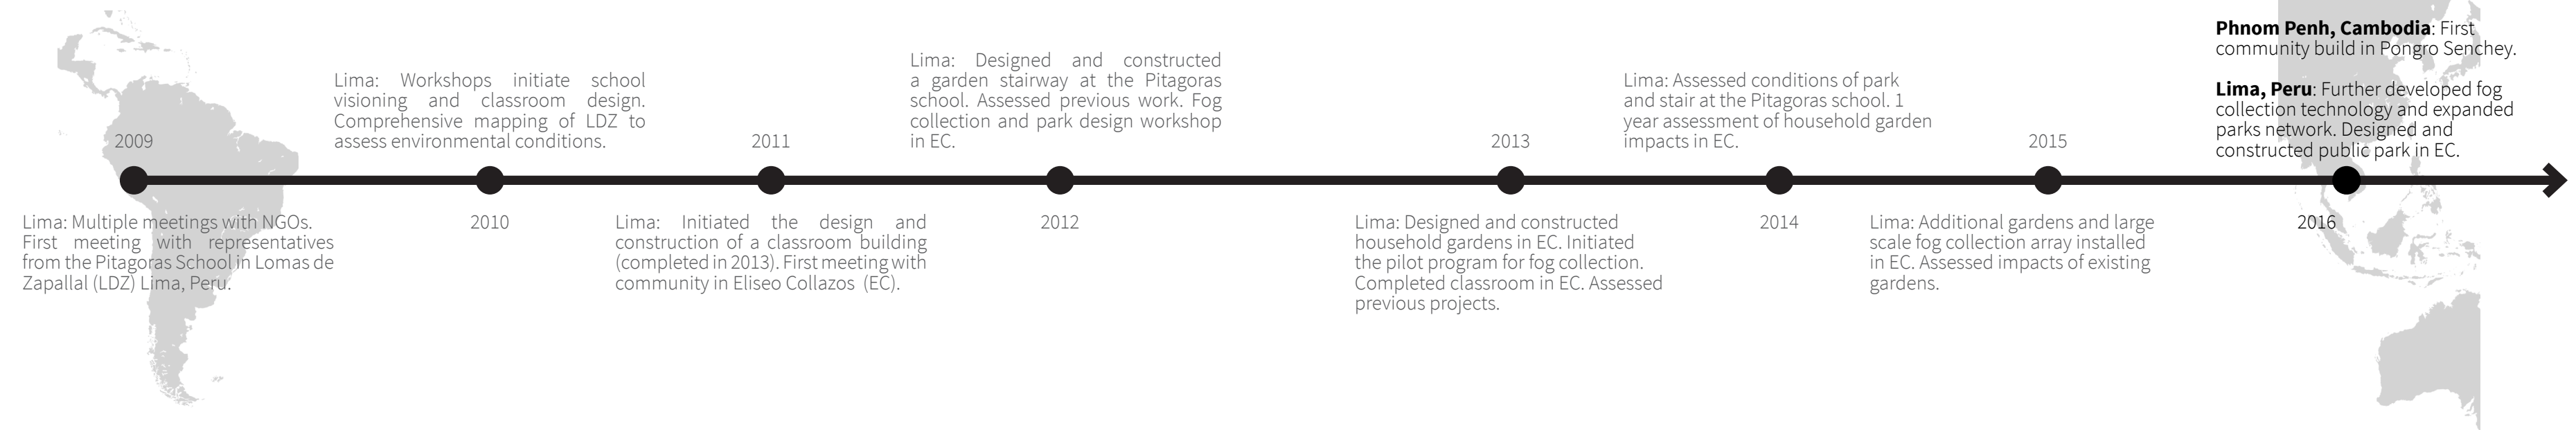 2009
Lima: Multiple meetings with NGOs.
First meeting with representatives
from the Pitagoras School in Lomas de
Zapallal (LDZ) Lima, Peru.
Lima: Workshops initiate school
visioning and classroom design.
Comprehensive mapping of LDZ to
assess environmental conditions.
2010
2011
Lima: Initiated the design and
construction of a classroom building
(completed in 2013). First meeting with
community in Eliseo Collazos (EC).
Lima: Designed and constructed
a garden stairway at the Pitagoras
school. Assessed previous work. Fog
collection and park design workshop
in EC.
2012
2013
Lima: Designed and constructed
household gardens in EC. Initiated
the pilot program for fog collection.
Completed classroom in EC. Assessed
previous projects.
Lima: Assessed conditions of park
and stair at the Pitagoras school. 1
year assessment of household garden
impacts in EC.
2014
2015
Lima: Additional gardens and large
scale fog collection array installed
in EC. Assessed impacts of existing
gardens.
Phnom Penh, Cambodia: First
community build in Pongro Senchey.
Lima, Peru: Further developed fog
collection technology and expanded
parks network. Designed and
constructed public park in EC.
2016